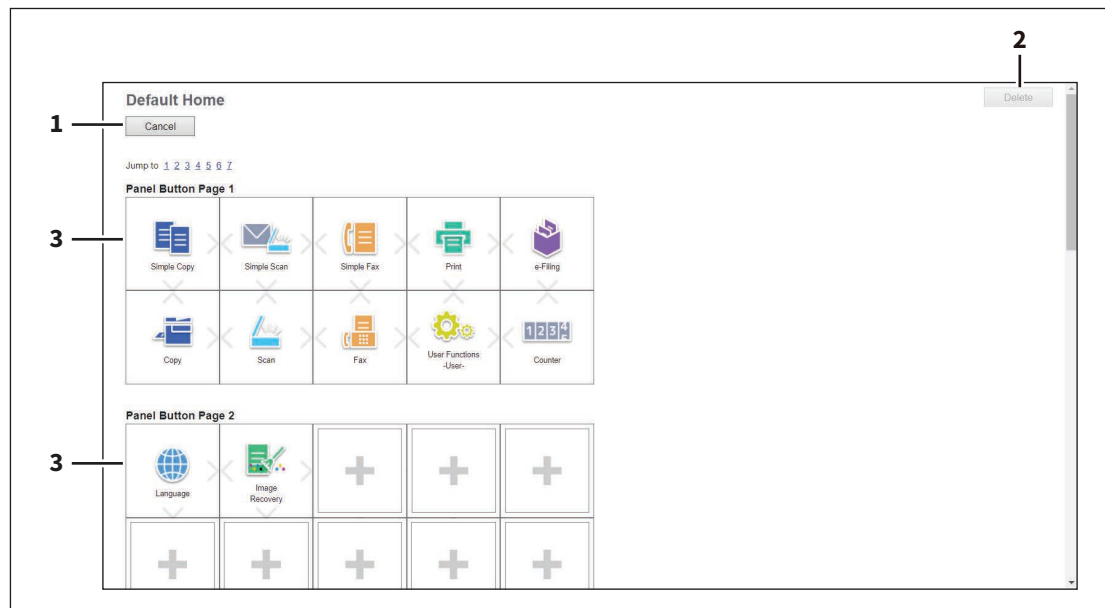 2
Default Home
Delete
1
Cancel
Jump to 1 2 3 4 5 6 7
Panel Button Page 1
3
Simple Copy
Simple Scan
Simple Fax
Print
e-Filing
1 2 3 4 5
Copy
Scan
Fax
User Functions
-User-
Counter
Panel Button Page 2
3
Language
Image
Recovery